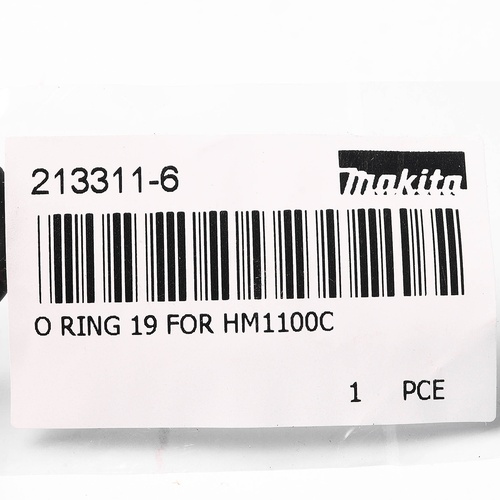 213311-6
makita
O RING 19 FOR HM1100C
1 PCE